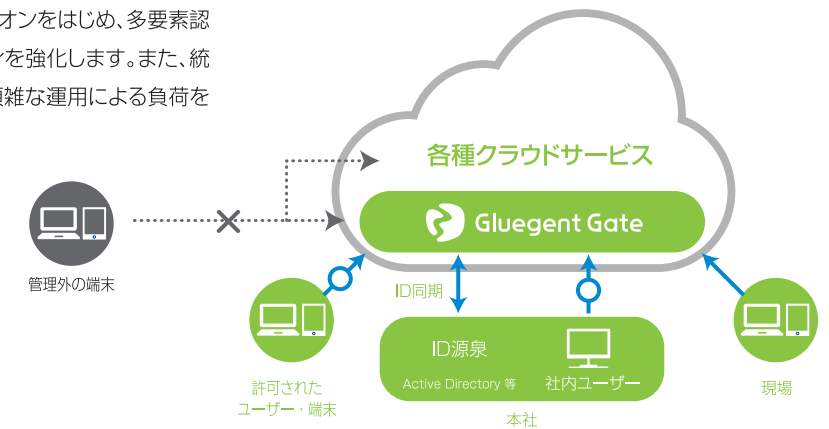 オンをはじめ、多要素認
を強化します。また、統
雑な運用による負荷を
各種クラウドサービス
Gluegent Gate
管理外の端末
ID同期
ID源泉
Active Directory 等
社内ユーザー
許可された
ユーザー・端末
本社
現場